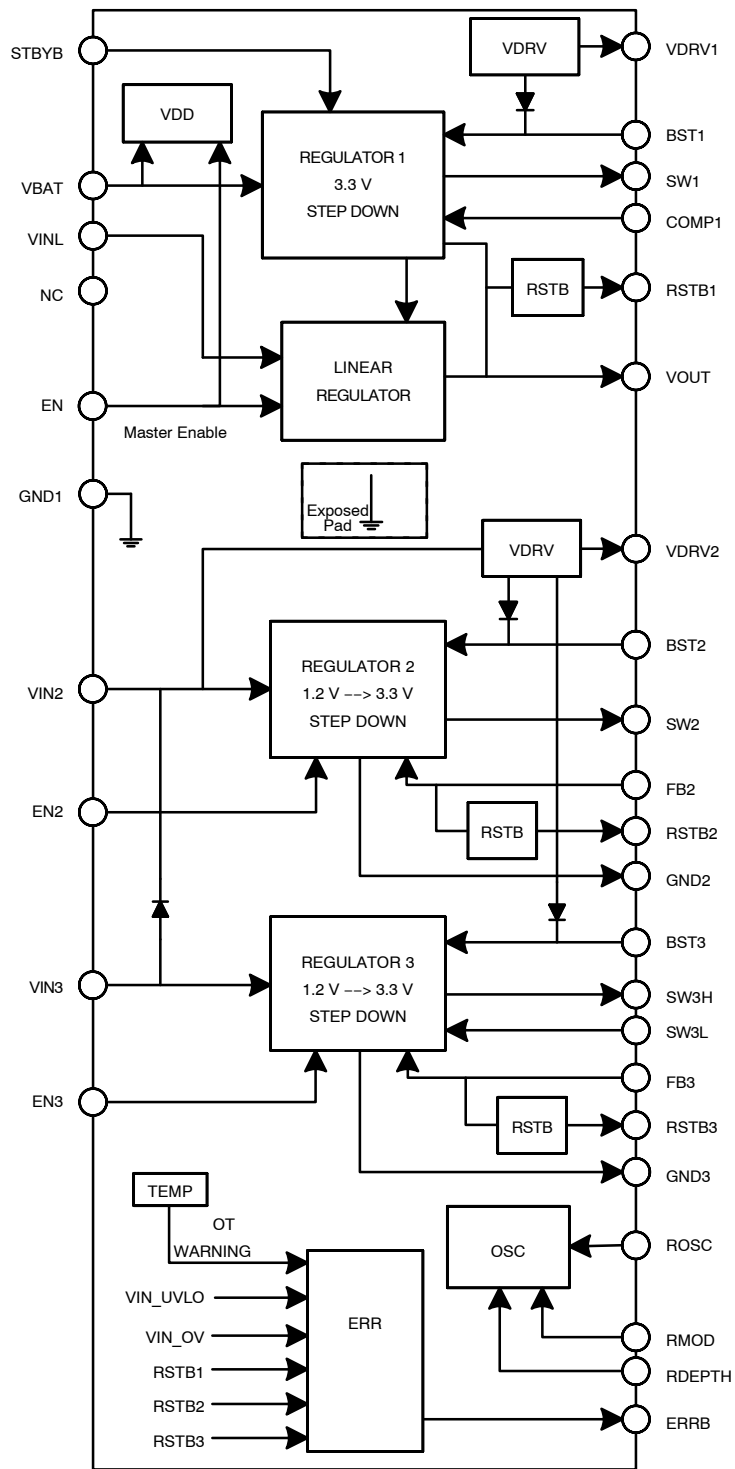 STBYB
VDRV
VDRV1
VDD
BST1
REGULATOR 1
3.3 V
STEP DOWN
SW1
VBAT
COMP1
VINL
NC
RSTB
RSTB1
LINEAR
REGULATOR
VOUT
EN
Master Enable
GND1
Exposed
Pad
VDRV
VDRV2
BST2
REGULATOR 2
1.2 V −−> 3.3 V
STEP DOWN
VIN2
SW2
FB2
EN2
RSTB
RSTB2
GND2
BST3
REGULATOR 3
1.2 V −−> 3.3 V
STEP DOWN
VIN3
SW3H
SW3L
FB3
EN3
RSTB
RSTB3
GND3
TEMP
OT
WARNING
OSC
ROSC
VIN_UVLO
ERR
VIN_OV
RMOD
RSTB1
RDEPTH
RSTB2
ERRB
RSTB3